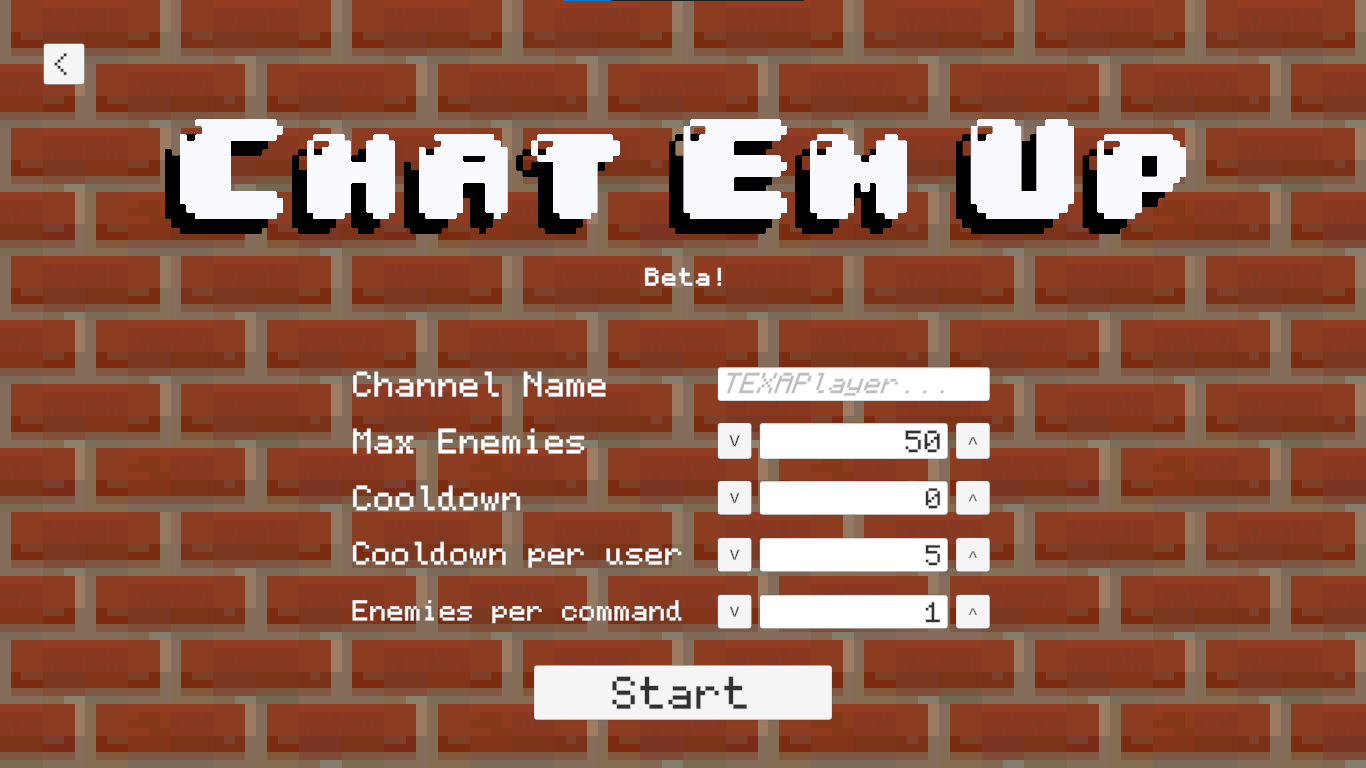 <
Chat Em Up
Beta!
Channel Name TEXAPlayer...
Max Enemies V 50 ^
Cooldown V 0 ^
Cooldown per user V 5 ^
Enemies per command V 1 ^
Start